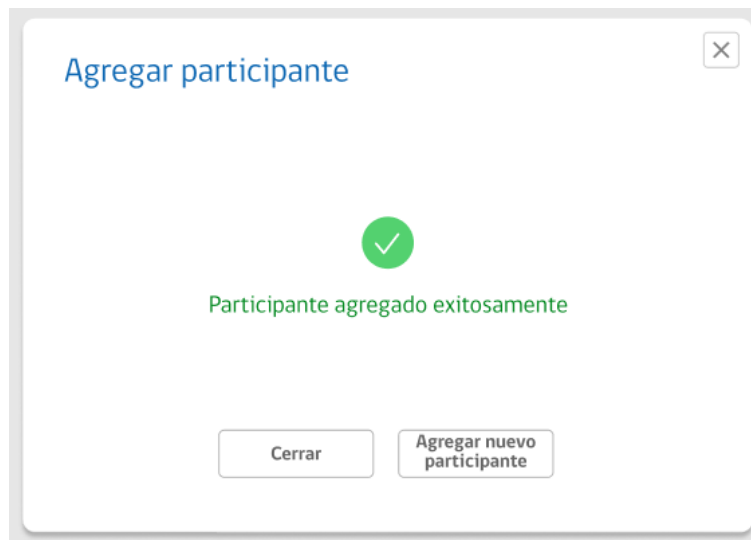 Agregar participante
Participante agregado exitosamente
Cerrar
Agregar nuevo
participante